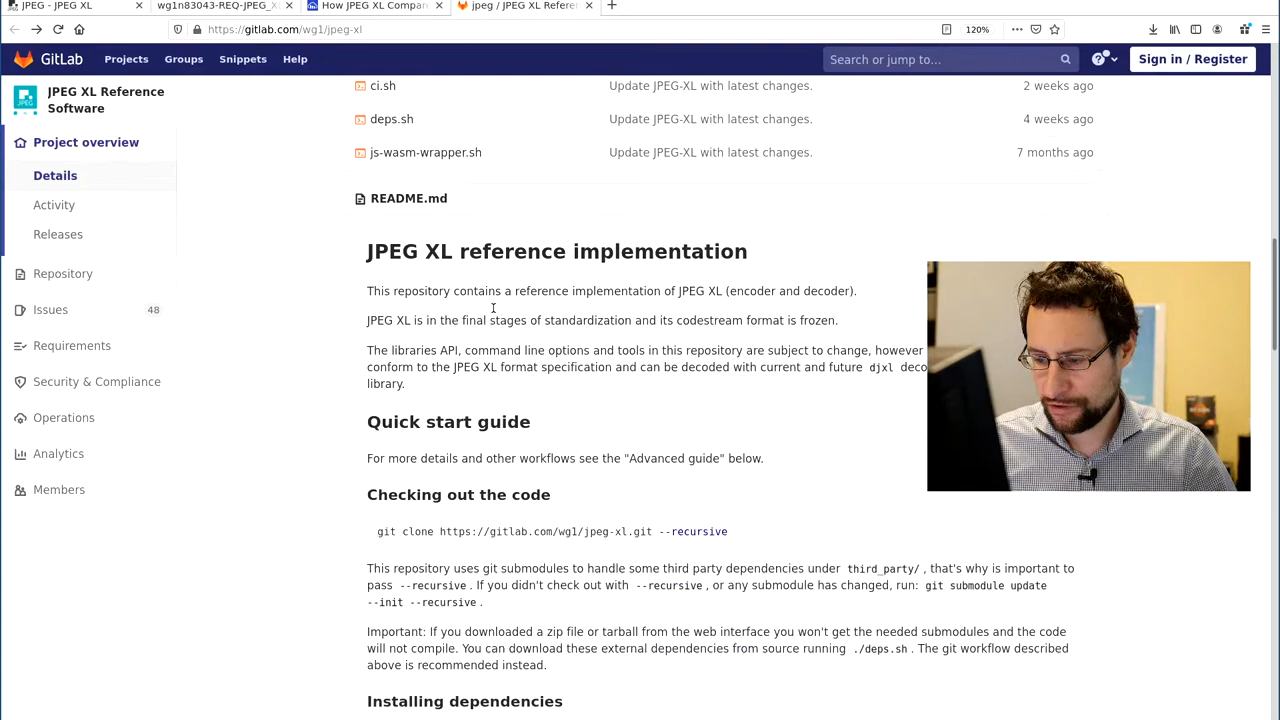 JPEG - JPEG XL
wg1n83043-REQ-JPEG_X
How JPEG XL Compar
jpeg / JPEG XL Refere
https://gitlab.com/wg1/jpeg-xl
120%
GitLab
Projects
Groups
Snippets
Help
Search or jump to...
Sign in / Register
JPEG XL Reference
Software
Project overview
Details
Activity
Releases
Repository
Issues
48
Requirements
Security & Compliance
Operations
Analytics
Members
ci.sh
Update JPEG-XL with latest changes.
2 weeks ago
deps.sh
Update JPEG-XL with latest changes.
4 weeks ago
js-wasm-wrapper.sh
Update JPEG-XL with latest changes.
7 months ago
README.md
JPEG XL reference implementation
This repository contains a reference implementation of JPEG XL (encoder and decoder).
JPEG XL is in the final stages of standardization and its codestream format is frozen.
The libraries API, command line options and tools in this repository are subject to change, however
conform to the JPEG XL format specification and can be decoded with current and future djxl deco
library.
Quick start guide
For more details and other workflows see the "Advanced guide" below.
Checking out the code
git clone https://gitlab.com/wg1/jpeg-xl.git --recursive
This repository uses git submodules to handle some third party dependencies under third_party/ , that's why is important to
pass --recursive . If you didn't check out with --recursive , or any submodule has changed, run: git submodule update
--init --recursive .
Important: If you downloaded a zip file or tarball from the web interface you won't get the needed submodules and the code
will not compile. You can download these external dependencies from source running ./deps.sh . The git workflow described
above is recommended instead.
Installing dependencies